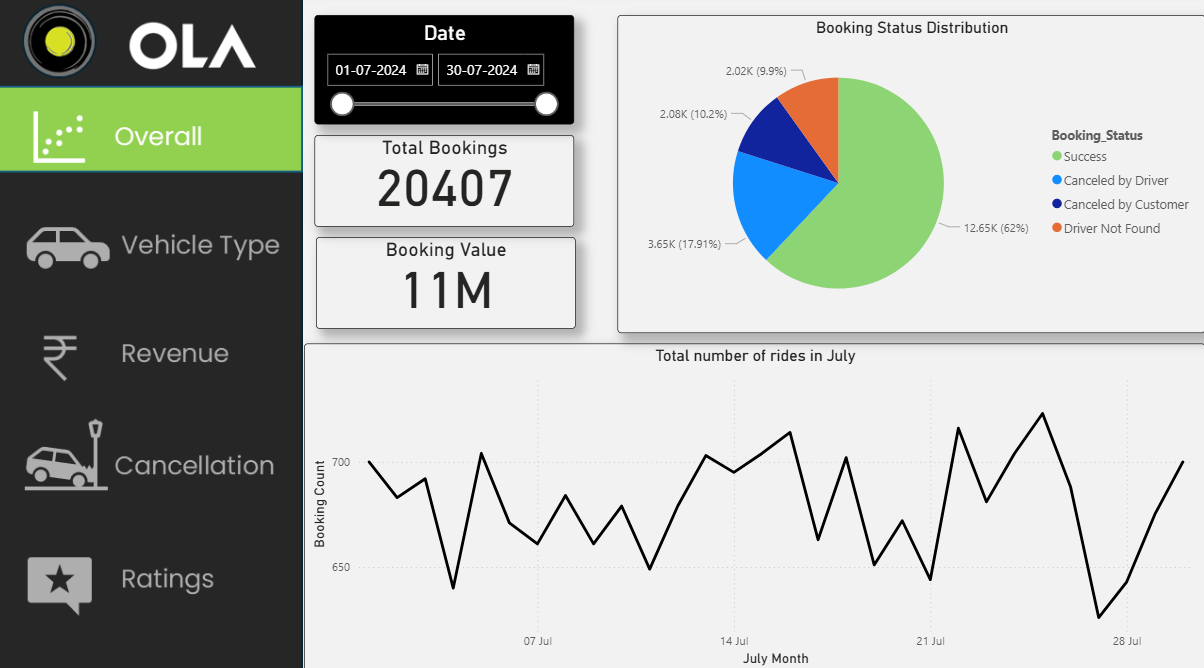 OLA
Overall
Vehicle Type
Revenue
Cancellation
Ratings
Date
01-07-2024
30-07-2024
Total Bookings
20407
Booking Value
11M
Booking Status Distribution
2.02K (9.9%)
2.08K (10.2%)
3.65K (17.91%)
12.65K (62%)
Booking_Status
Success
Canceled by Driver
Canceled by Customer
Driver Not Found
Total number of rides in July
Booking Count
700
650
07 Jul
14 Jul
21 Jul
28 Jul
July Month